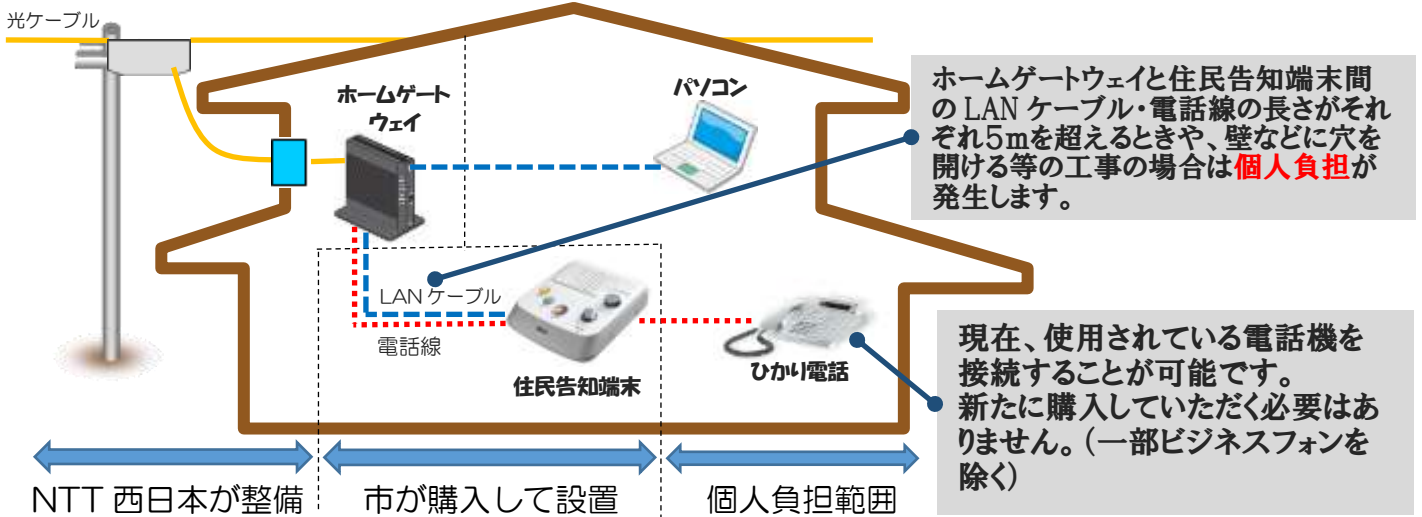 光ケーブル
ホームゲート
ウェイ
パソコン
ホームゲートウェイと住民告知端末間
の LAN ケーブル・電話線の長さがそれ
ぞれ5mを超えるときや、壁などに穴を
開ける等の工事の場合は個人負担が
発生します。
LAN ケーブル
電話線
住民告知端末
ひかり電話
現在、使用されている電話機を
接続することが可能です。
新たに購入していただく必要はあ
りません。(一部ビジネスフォンを
除く)
NTT 西日本が整備
市が購入して設置
個人負担範囲